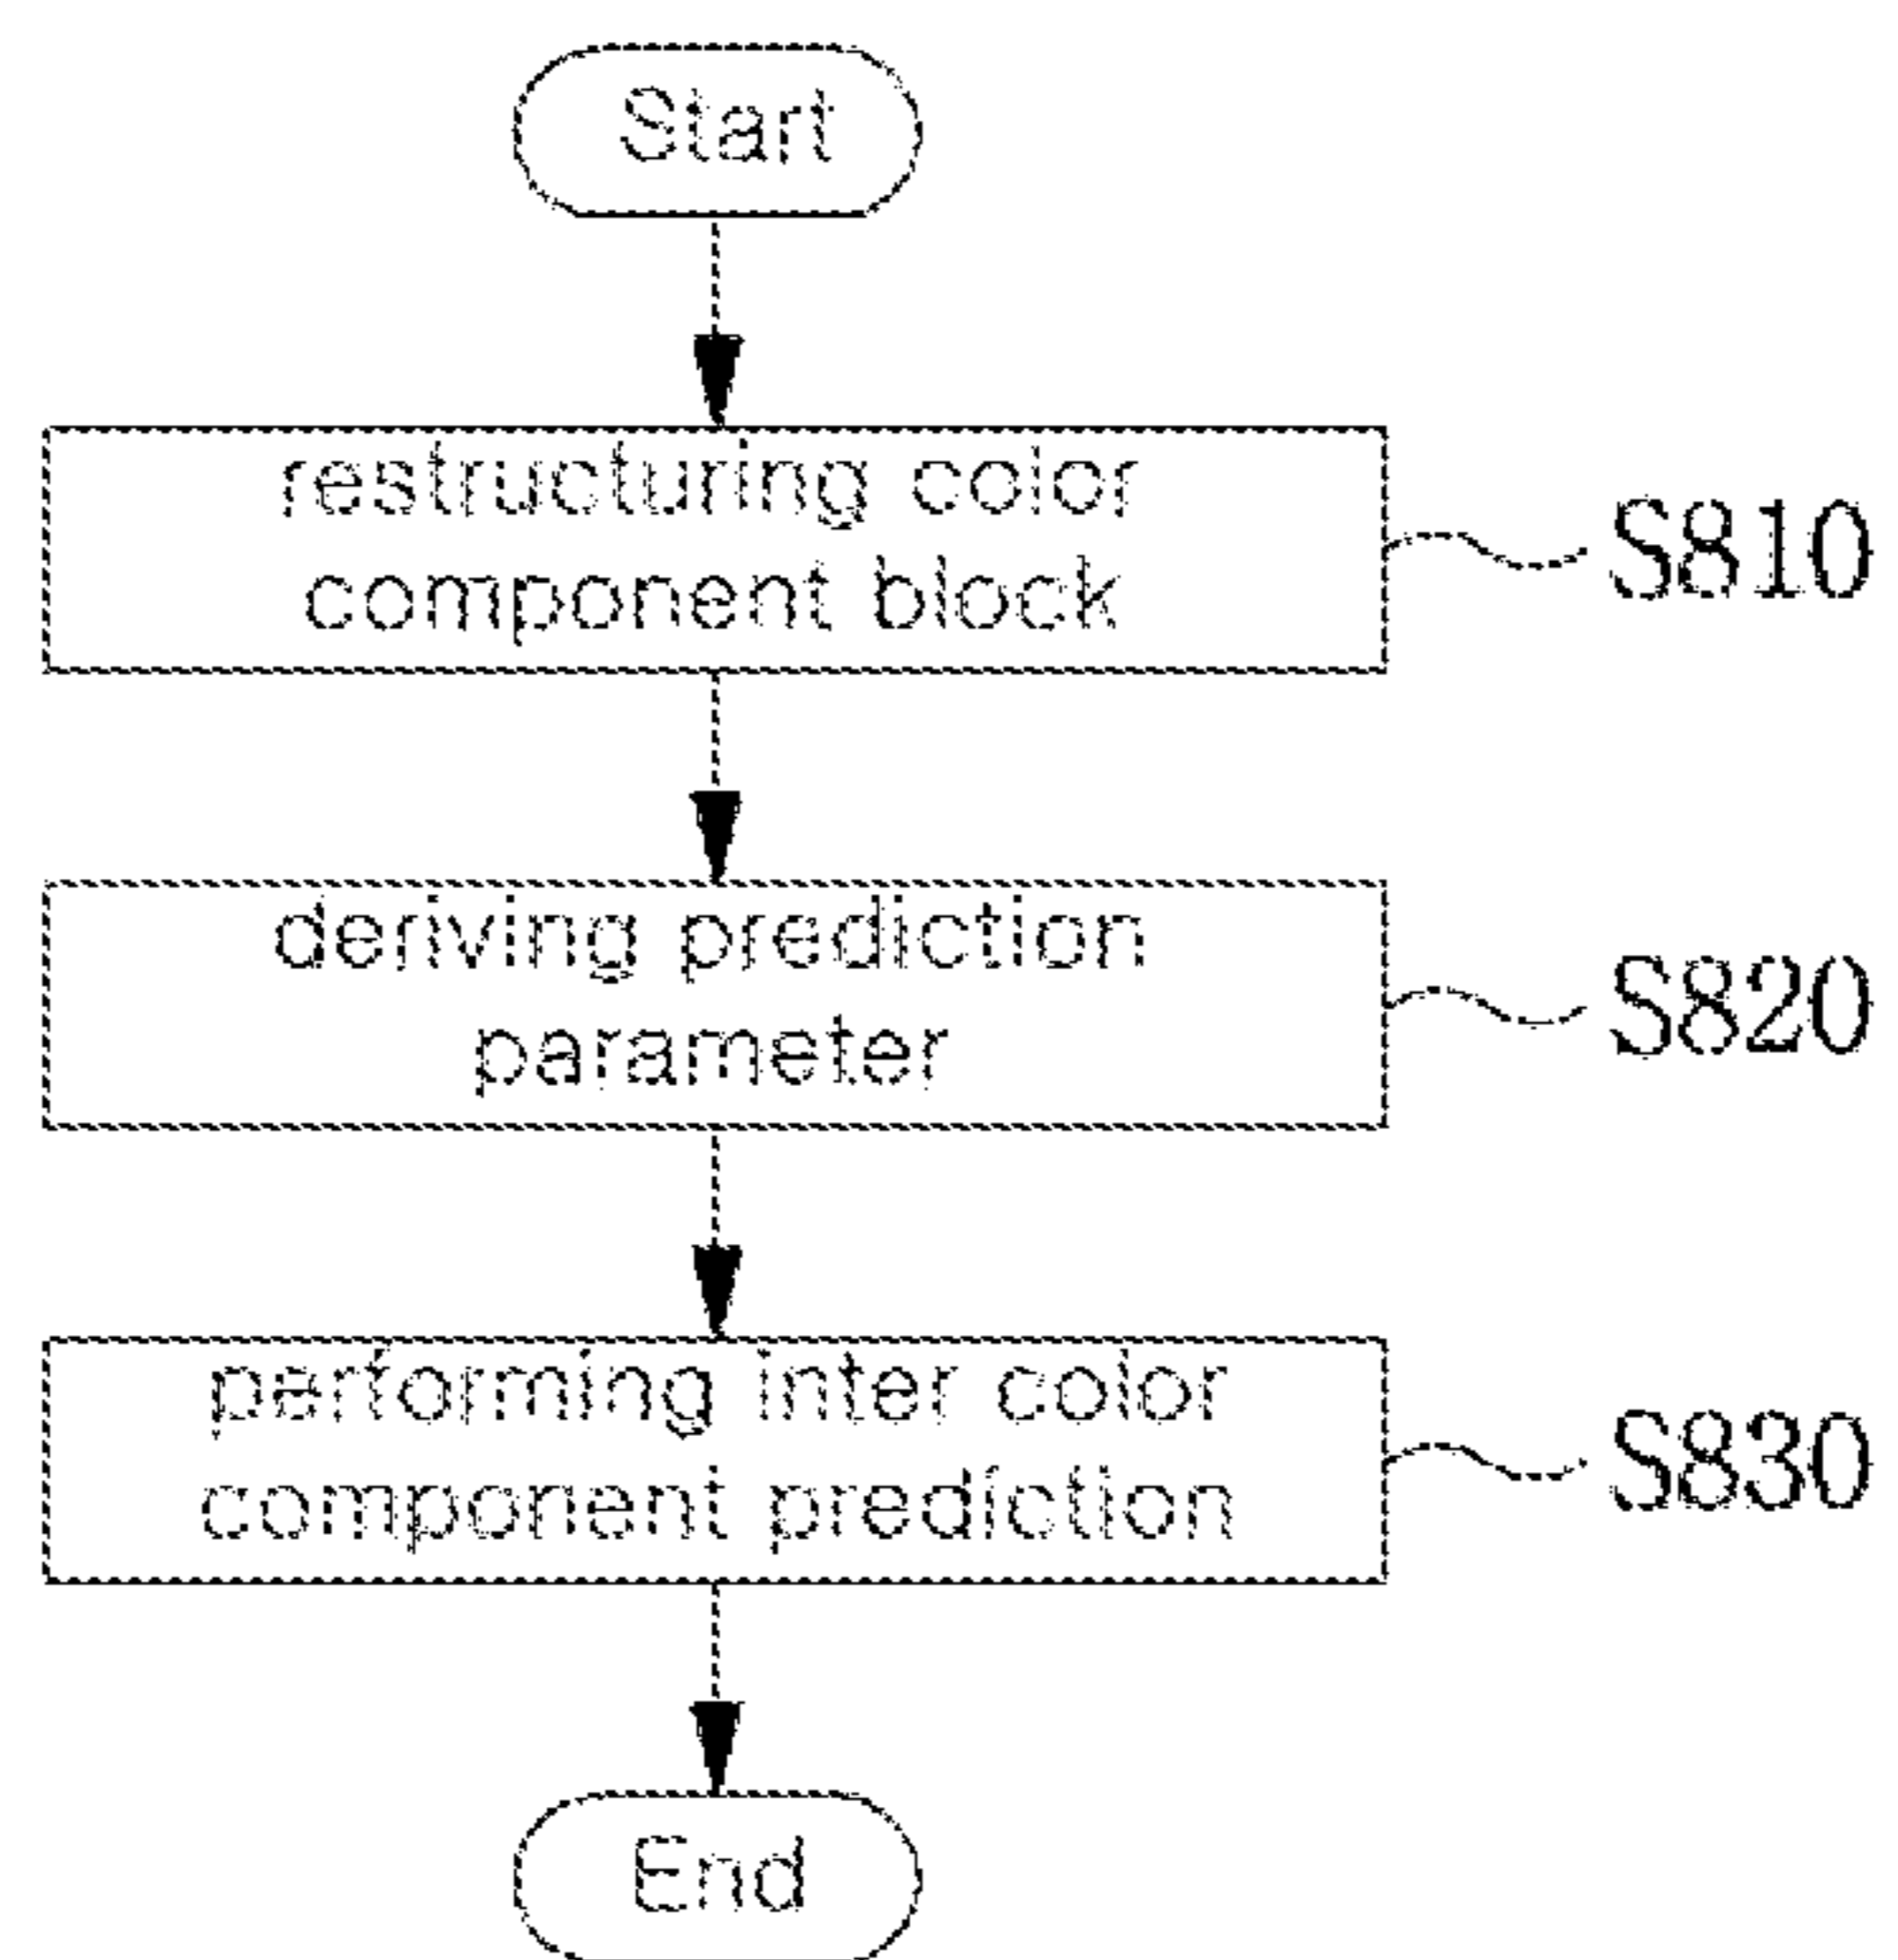 Start
restructuring color
component block
S810
deriving prediction
parameter
S820
performing inter color
component prediction
S830
End